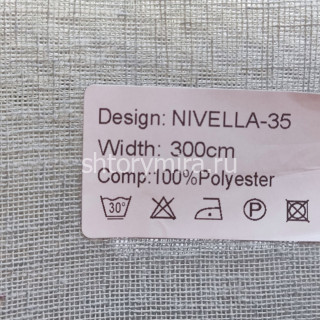 Design: NIVELLA-35
Width: 300cm
shtorymira.ru
Comp:100%Polyester
30°
P